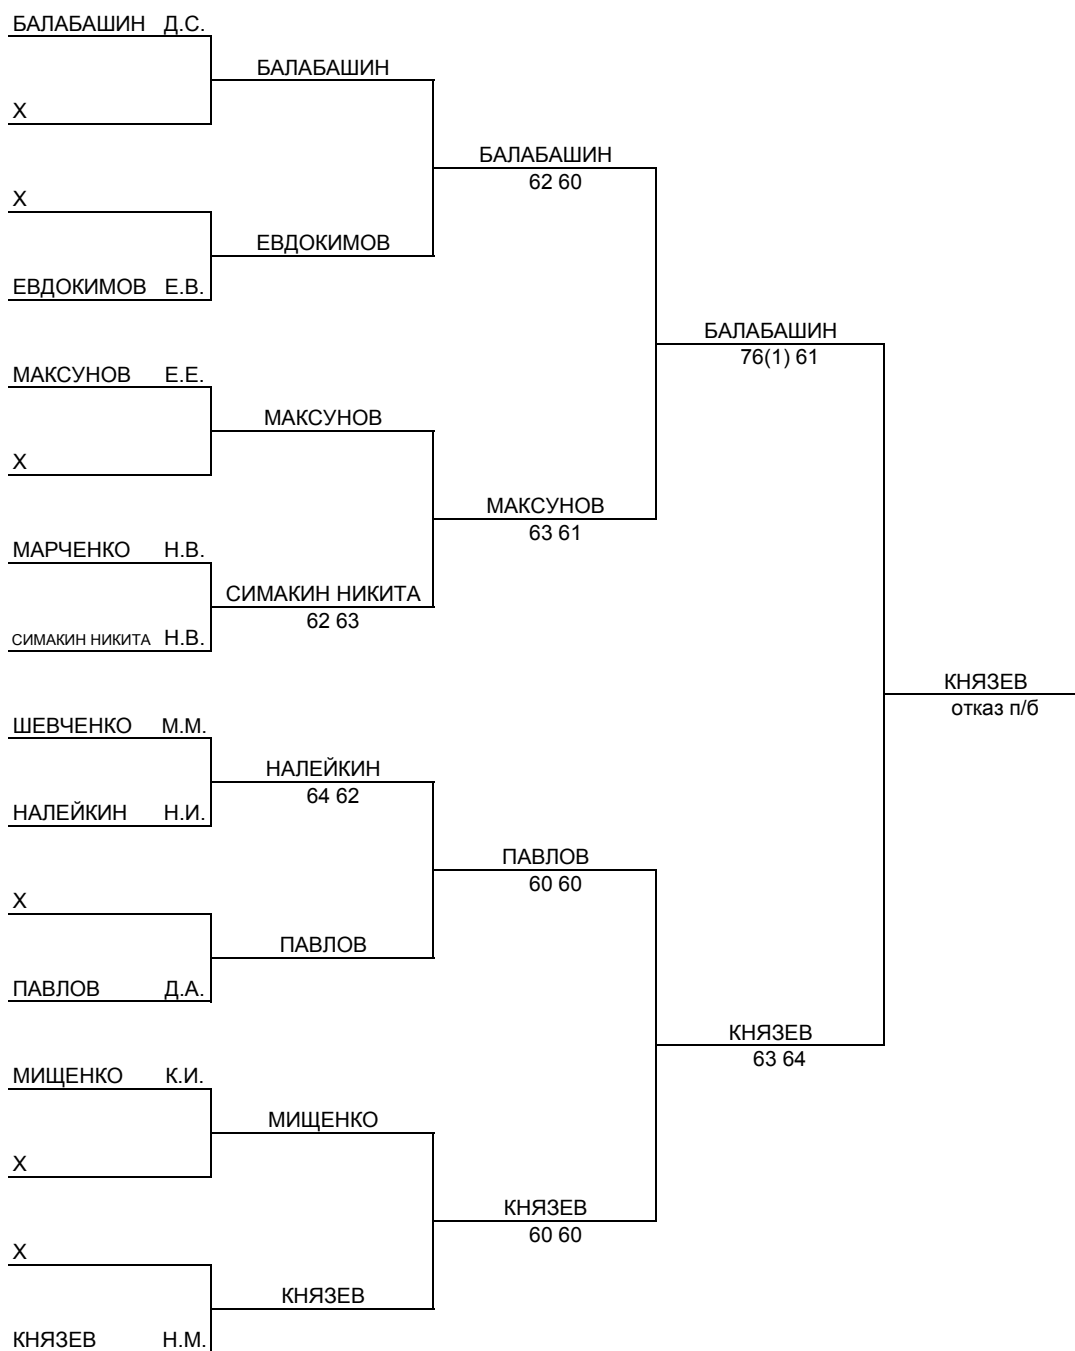 БАЛАБАШИН Д.С.
БАЛАБАШИН
Х
БАЛАБАШИН
62 60
Х
ЕВДОКИМОВ
ЕВДОКИМОВ Е.В.
БАЛАБАШИН
76(1) 61
МАКСУНОВ Е.Е.
МАКСУНОВ
Х
МАКСУНОВ
63 61
МАРЧЕНКО Н.В.
СИМАКИН НИКИТА
62 63
СИМАКИН НИКИТА Н.В.
КНЯЗЕВ
отказ п/б
ШЕВЧЕНКО М.М.
НАЛЕЙКИН
64 62
НАЛЕЙКИН Н.И.
ПАВЛОВ
60 60
Х
ПАВЛОВ
ПАВЛОВ Д.А.
КНЯЗЕВ
63 64
МИЩЕНКО К.И.
МИЩЕНКО
Х
КНЯЗЕВ
60 60
Х
КНЯЗЕВ
КНЯЗЕВ Н.М.